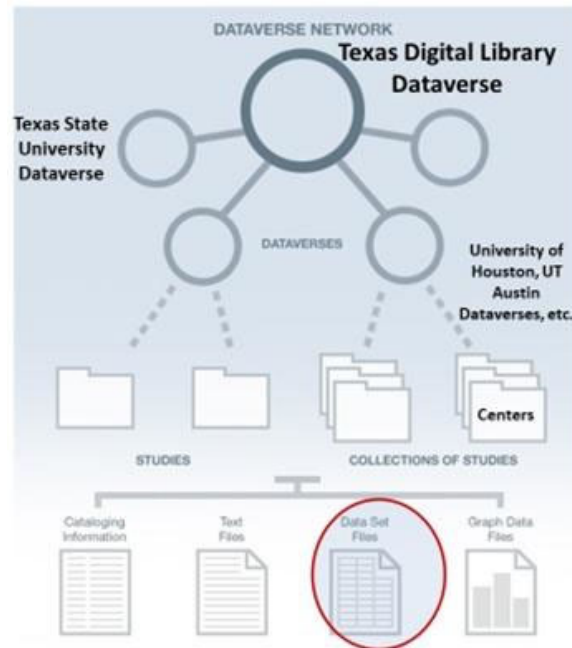 DATAVERSE NETWORK
Texas Digital Library
Dataverse
Texas State
University
Dataverse
DATAVERSES
University of
Houston, UT
Austin
Dataverses, etc.
Centers
STUDIES
COLLECTIONS OF STUDIES
Cataloging
Information
Text
Files
Data Set
Files
Graph Data
Files